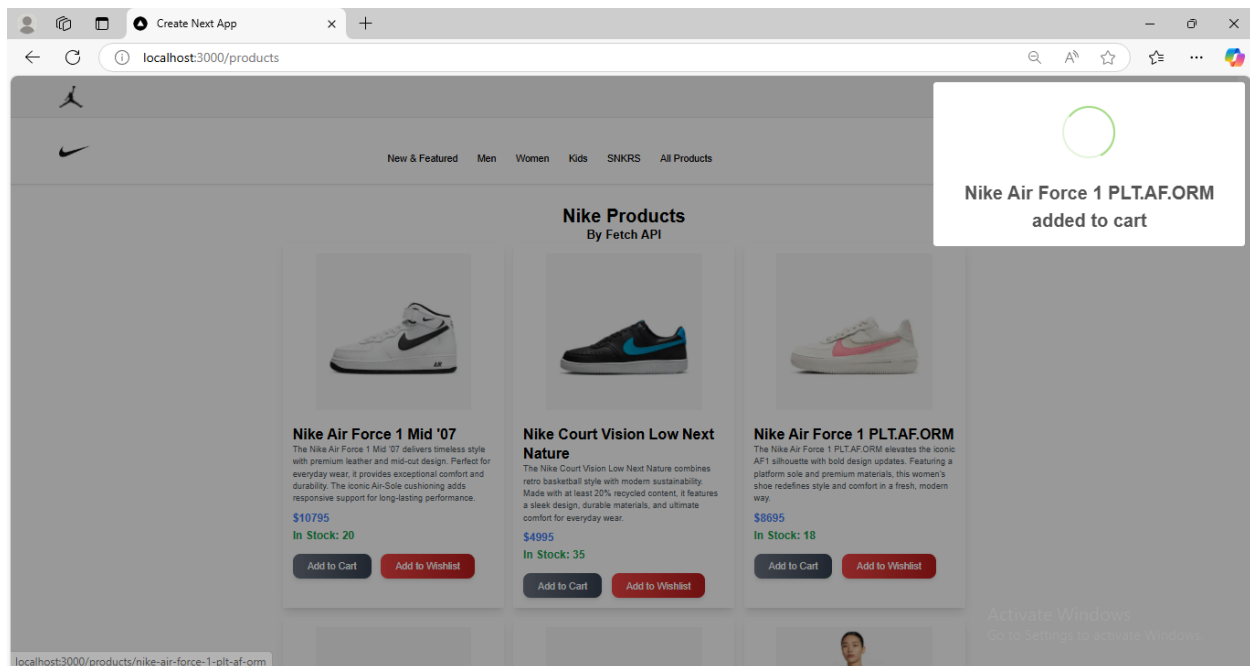 Create Next App
localhost:3000/products
New & Featured Men Women Kids SNKRS All Products
Nike Air Force 1 PLT.AF.ORM
added to cart
Nike Products
By Fetch API
AIR
Nike Air Force 1 Mid '07
The Nike Air Force 1 Mid '07 delivers timeless style
with premium leather and mid-cut design. Perfect for
everyday wear, it provides exceptional comfort and
durability. The iconic Air-Sole cushioning adds
responsive support for long-lasting performance.
$10795
In Stock: 20
Add to Cart Add to Wishlist
Nike Court Vision Low Next
Nature
The Nike Court Vision Low Next Nature combines
retro basketball style with modern sustainability.
Made with at least 20% recycled content, it features
a sleek design, durable materials, and ultimate
comfort for everyday wear.
$4995
In Stock: 35
Add to Cart Add to Wishlist
Nike Air Force 1 PLT.AF.ORM
The Nike Air Force 1 PLT.AF.ORM elevates the iconic
AF1 silhouette with bold design updates. Featuring a
platform sole and premium materials, this women's
shoe redefines style and comfort in a fresh, modern
way.
$8695
In Stock: 18
Add to Cart Add to Wishlist
Activate Windows
Go to Settings to activate Windows.
localhost:3000/products/nike-air-force-1-plt-af-orm